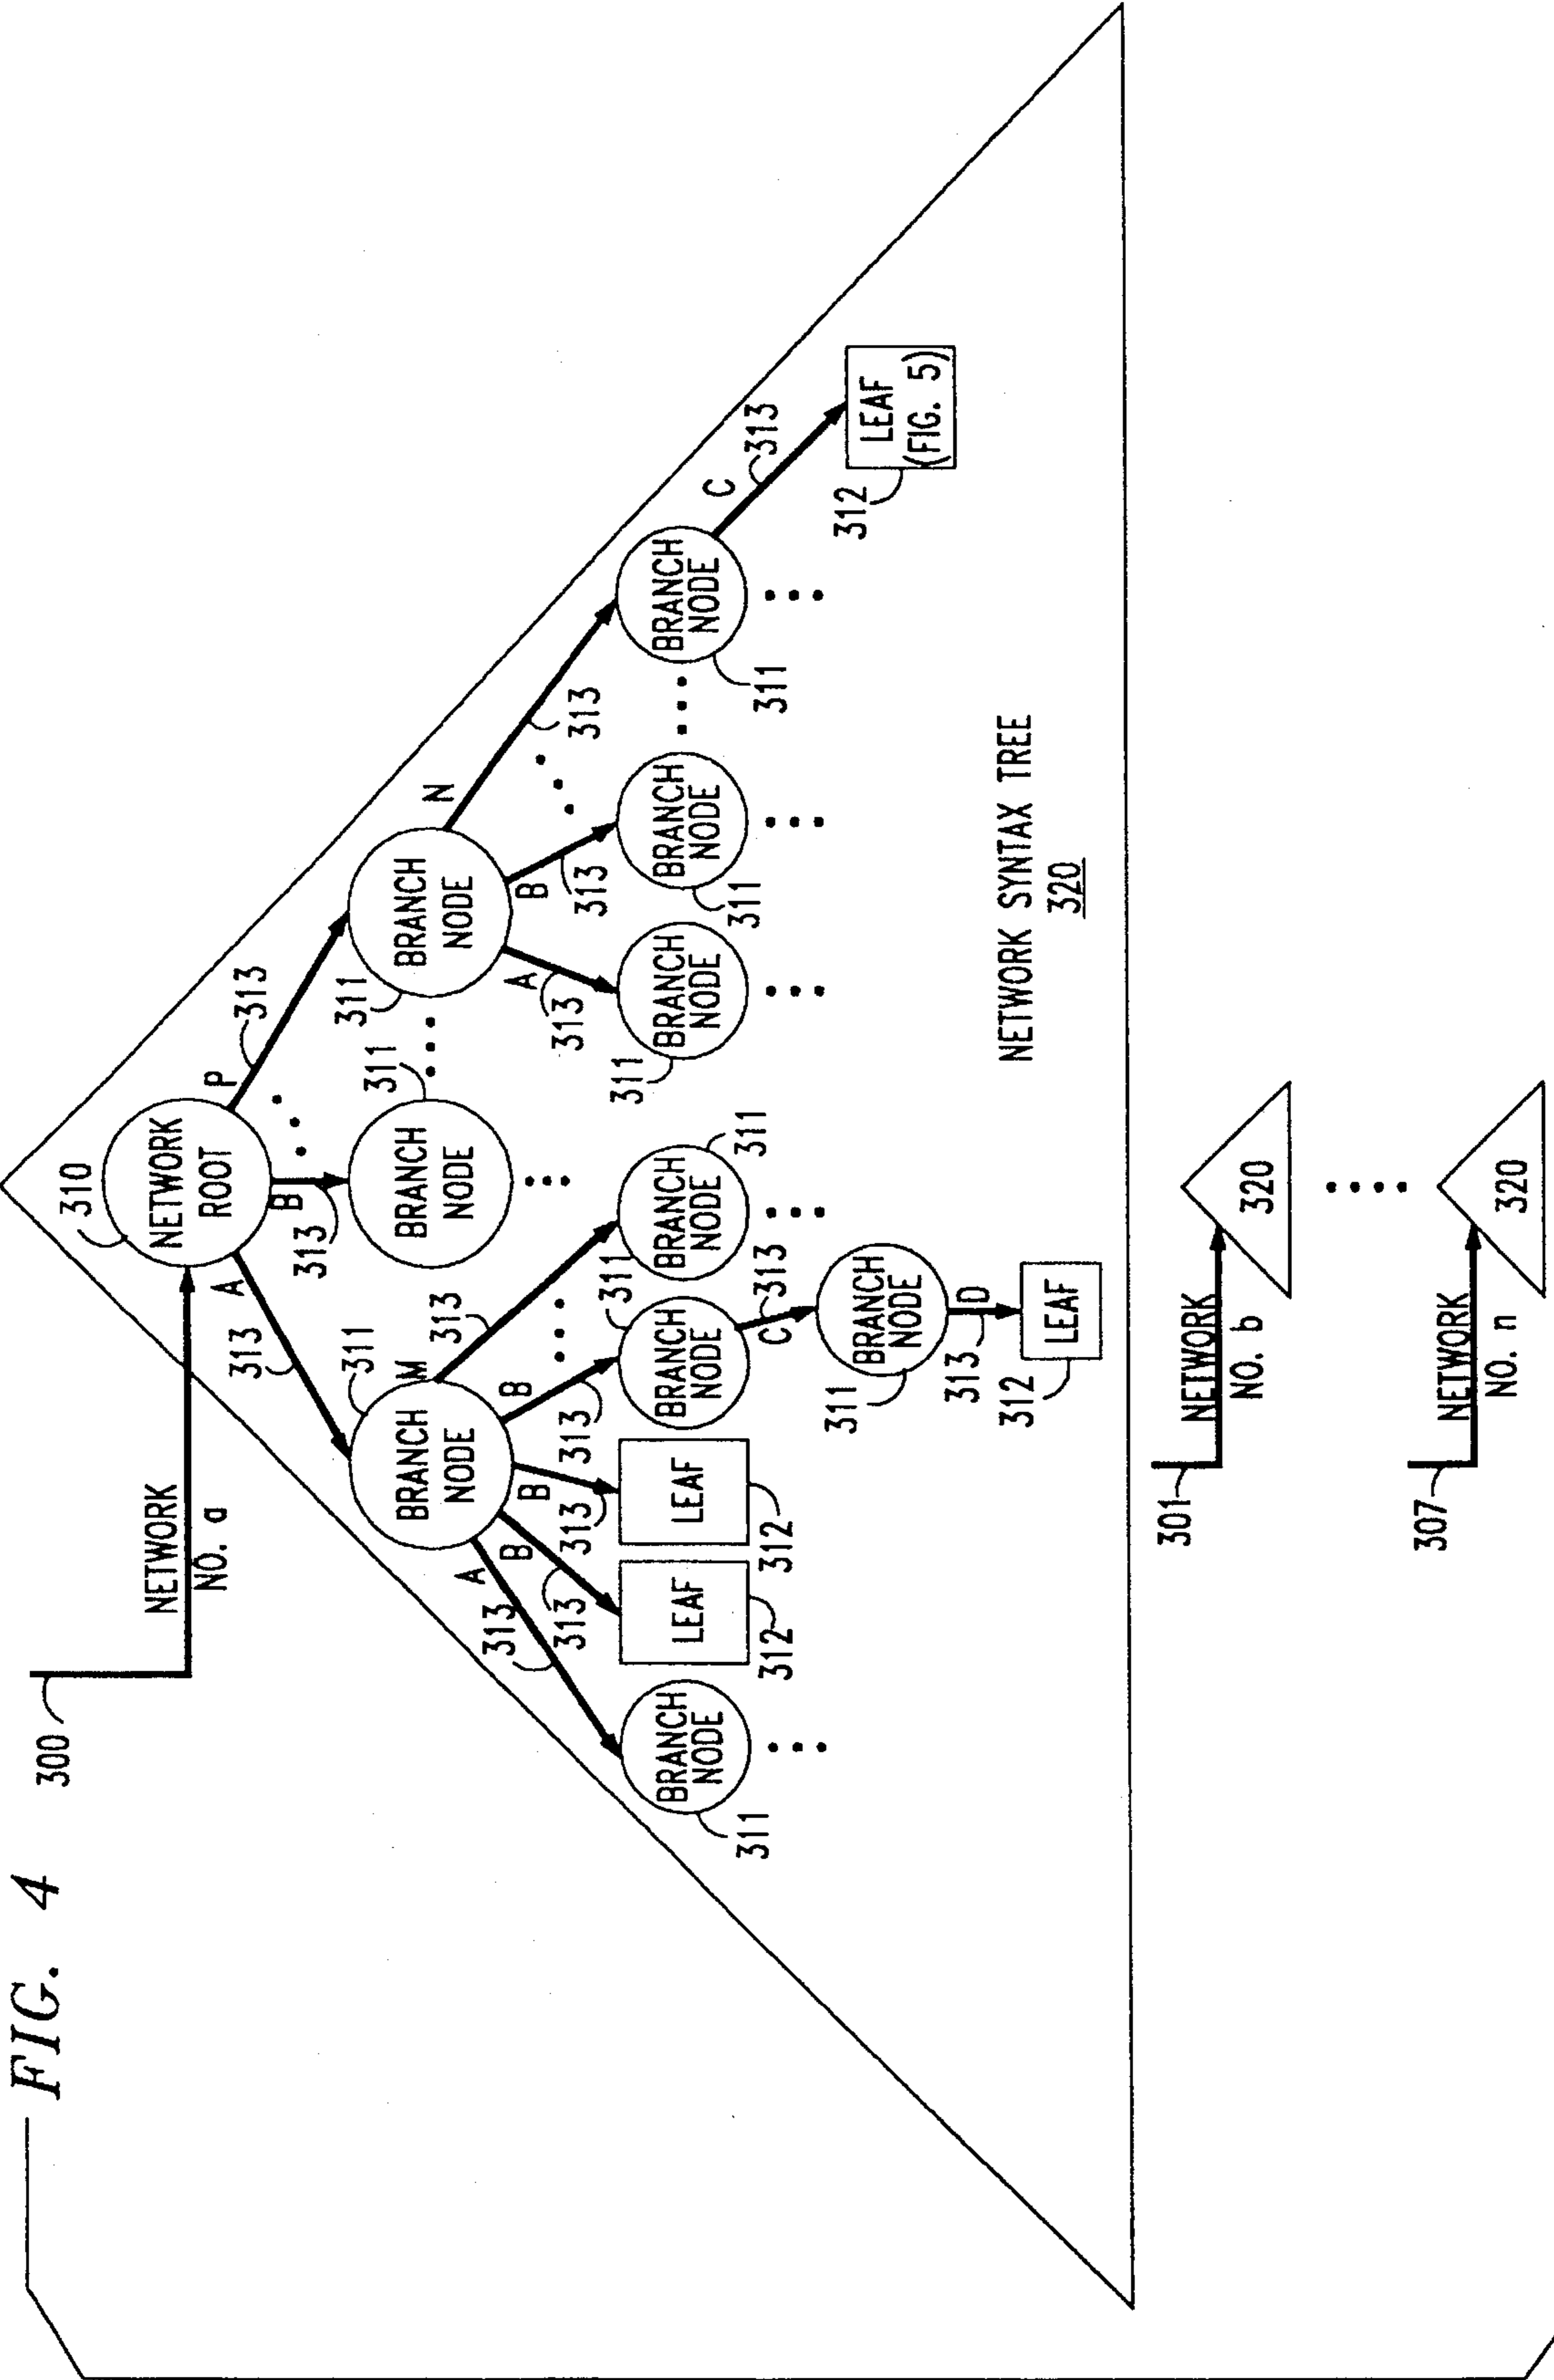 FIG. 4
300
NETWORK
NO. a
310
NETWORK
ROOT
A
313
B
313
P
313
311
BRANCH
NODE
M
311
BRANCH
NODE
311
BRANCH
NODE
N
A
313
B
313
B
313
B
313
313
A
313
B
313
313
BRANCH
NODE
311
LEAF
312
LEAF
312
311
BRANCH
NODE
BRANCH
NODE
311
311
BRANCH
NODE
BRANCH
NODE
311
BRANCH
NODE
311
C
313
C
313
BRANCH
NODE
311
LEAF
(FIG. 5)
312
D
313
LEAF
312
NETWORK SYNTAX TREE
320
301
NETWORK
NO. b
320
307
NETWORK
NO. n
320